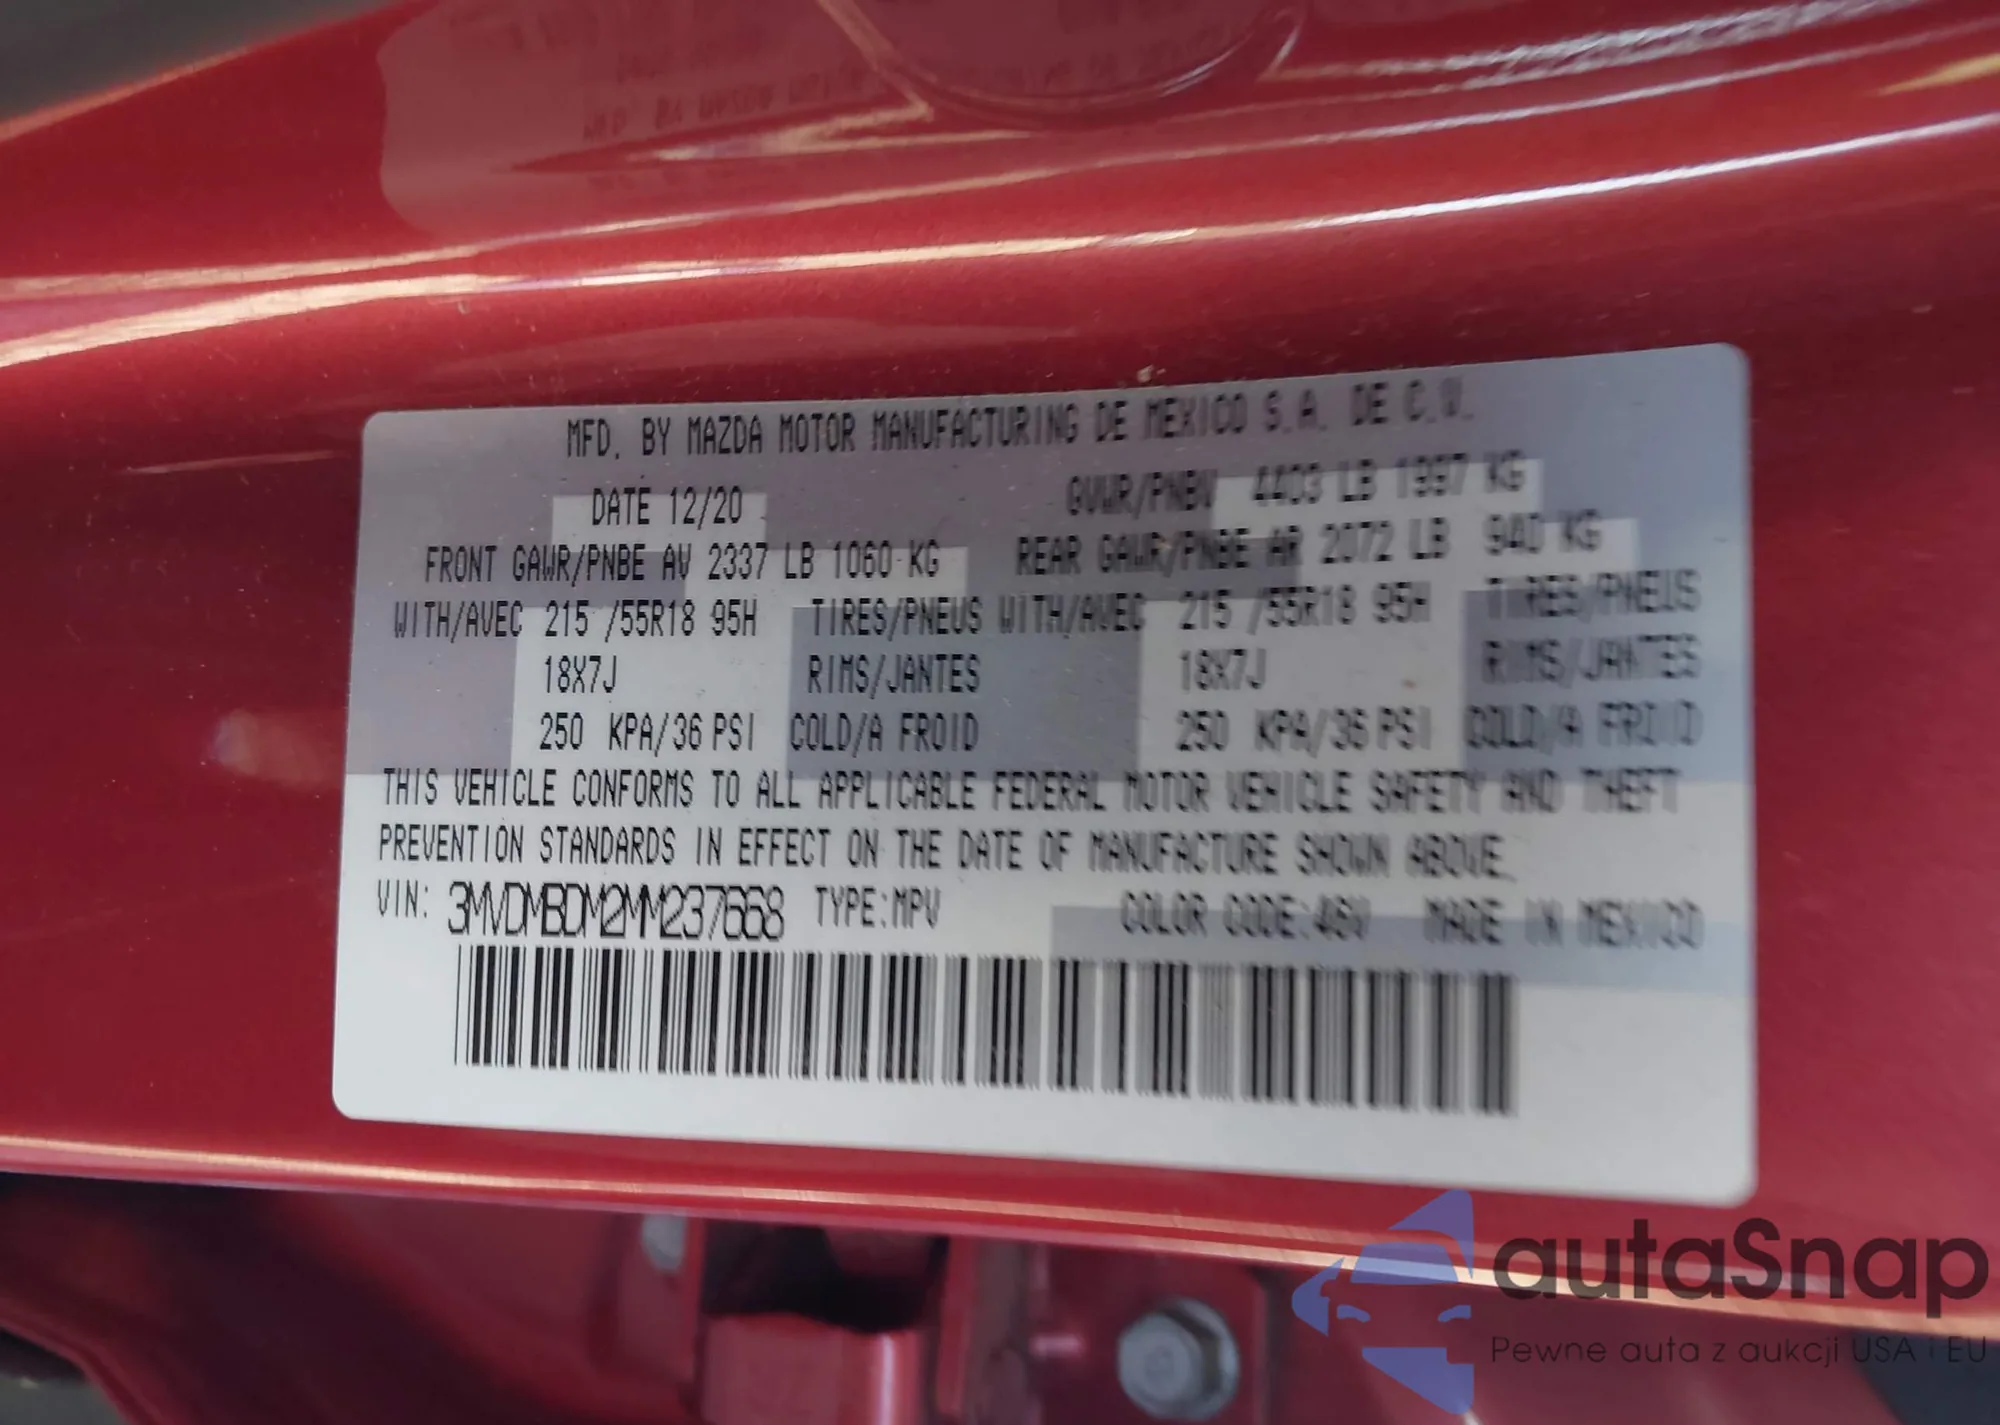 MFD. BY MAZDA MOTOR MANUFACTURING DE MEXICO S.A. DE C.V.
DATE 12/20 GVWR/PNBV 4403 LB 1997 KG
FRONT GAWR/PNBE AV 2337 LB 1060 KG REAR GAWR/PNBE AR 2072 LB 940 KG
WITH/AVEC 215 /55R18 95H TIRES/PNEUS WITH/AVEC 215 /55R18 95H TIRES/PNEUS
18X7J RIMS/JANTES 18X7J RIMS/JANTES
250 KPA/36 PSI COLD/A FROID 250 KPA/36 PSI COLD/A FROID
THIS VEHICLE CONFORMS TO ALL APPLICABLE FEDERAL MOTOR VEHICLE SAFETY AND THEFT
PREVENTION STANDARDS IN EFFECT ON THE DATE OF MANUFACTURE SHOWN ABOVE.
VIN: 3MVDMBDM2MM237668 TYPE:MPV COLOR CODE:46V MADE IN MEXICO
autaSnap
Pewne auta z aukcji USA i EU